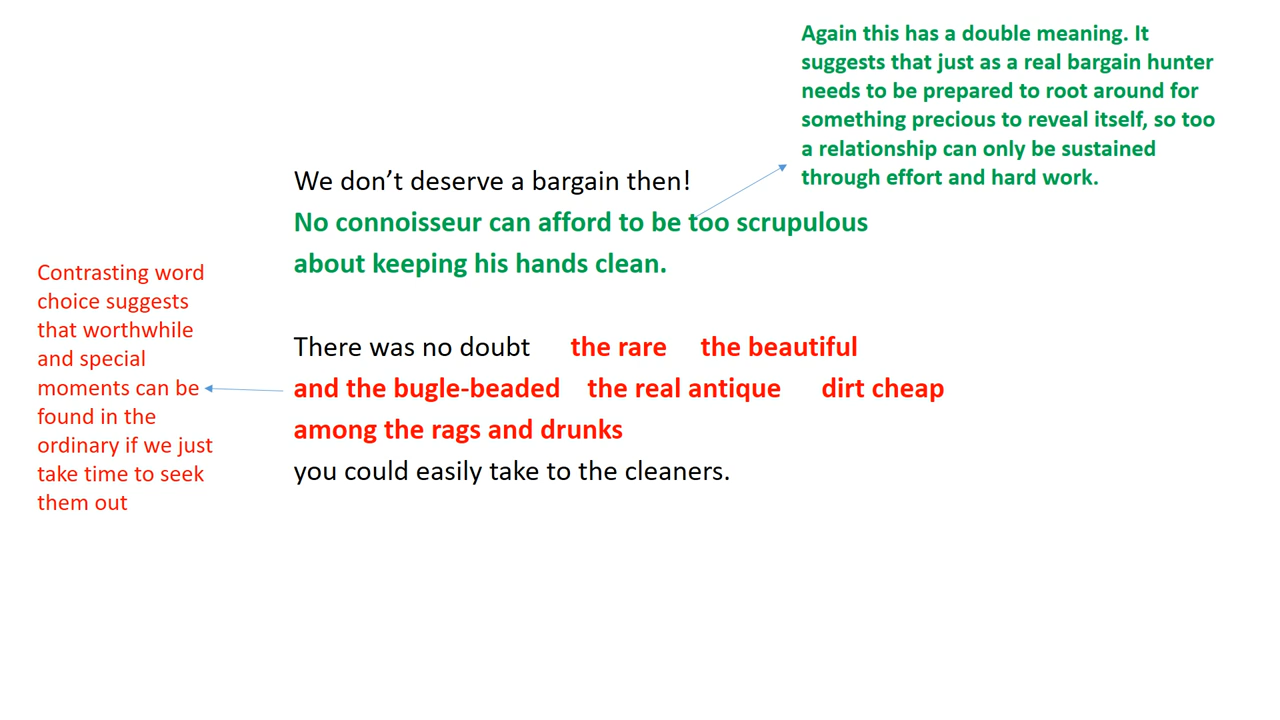 Again this has a double meaning. It
suggests that just as a real bargain hunter
needs to be prepared to root around for
something precious to reveal itself, so too
a relationship can only be sustained
through effort and hard work.
We don’t deserve a bargain then!
No connoisseur can afford to be too scrupulous
about keeping his hands clean.
Contrasting word
choice suggests
that worthwhile
and special
moments can be
found in the
ordinary if we just
take time to seek
them out
There was no doubt the rare the beautiful
and the bugle-beaded the real antique dirt cheap
among the rags and drunks
you could easily take to the cleaners.